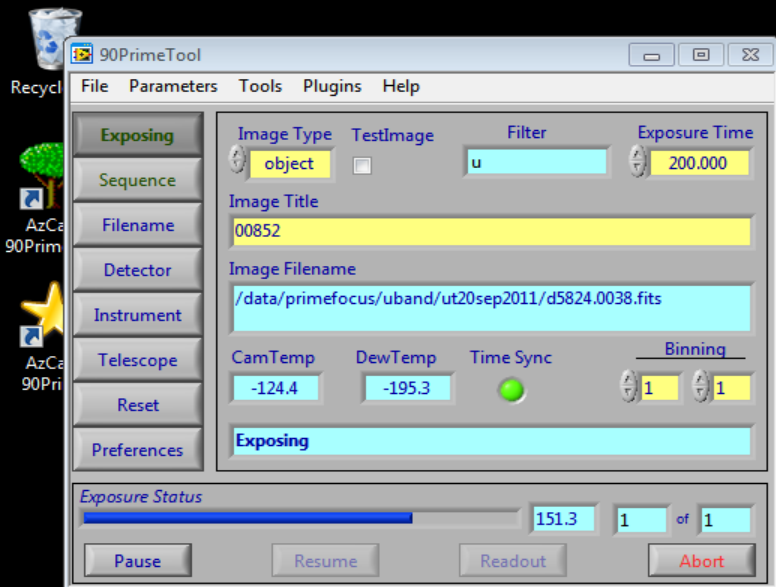 90PrimeTool
Recycl
File Parameters Tools Plugins Help
Exposing
Sequence
Filename
Detector
Instrument
Telescope
Reset
Preferences
AzCa
90Prim
AzCa
90Pri
Image Type TestImage Filter Exposure Time
object u 200.000
Image Title
00852
Image Filename
/data/primefocus/uband/ut20sep2011/d5824.0038.fits
CamTemp DewTemp Time Sync Binning
-124.4 -195.3 1 1
Exposing
Exposure Status
151.3 1 of 1
Pause Resume Readout Abort